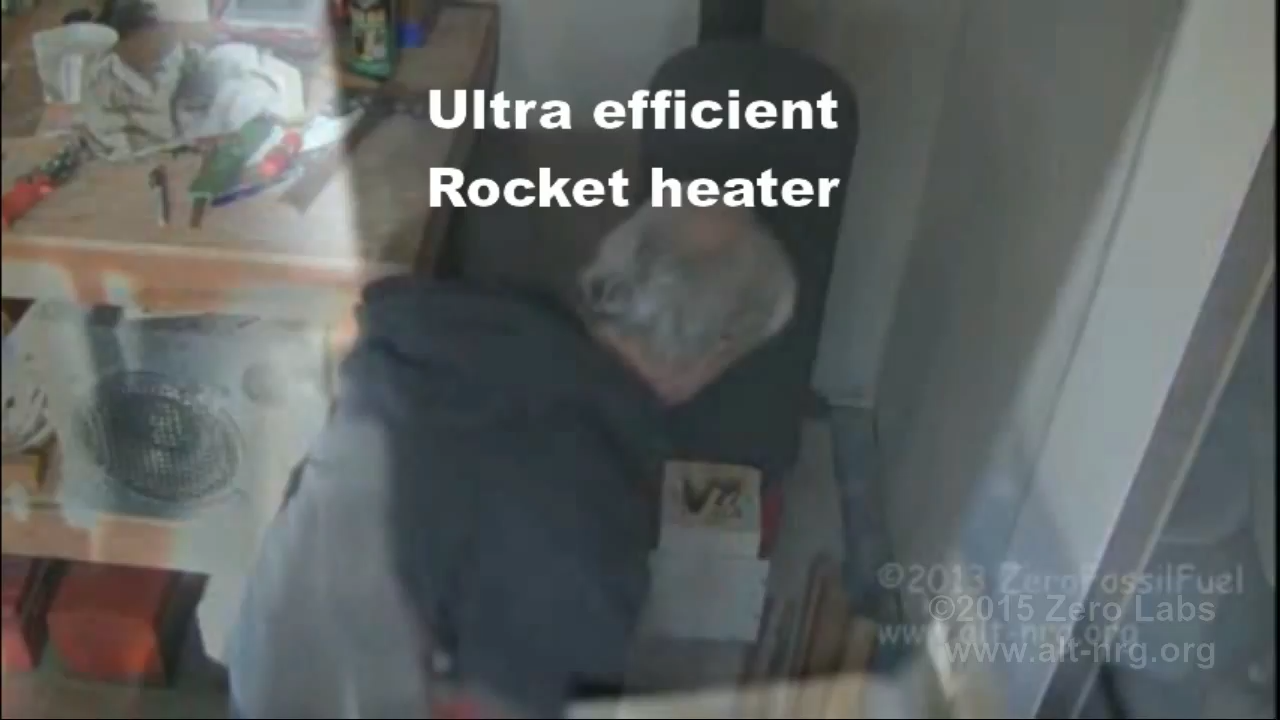 Ultra efficient
Rocket heater
©2013 ZeroFossilFuel
©2015 Zero Labs
www.alt-nrg.org
www.alt-nrg.org